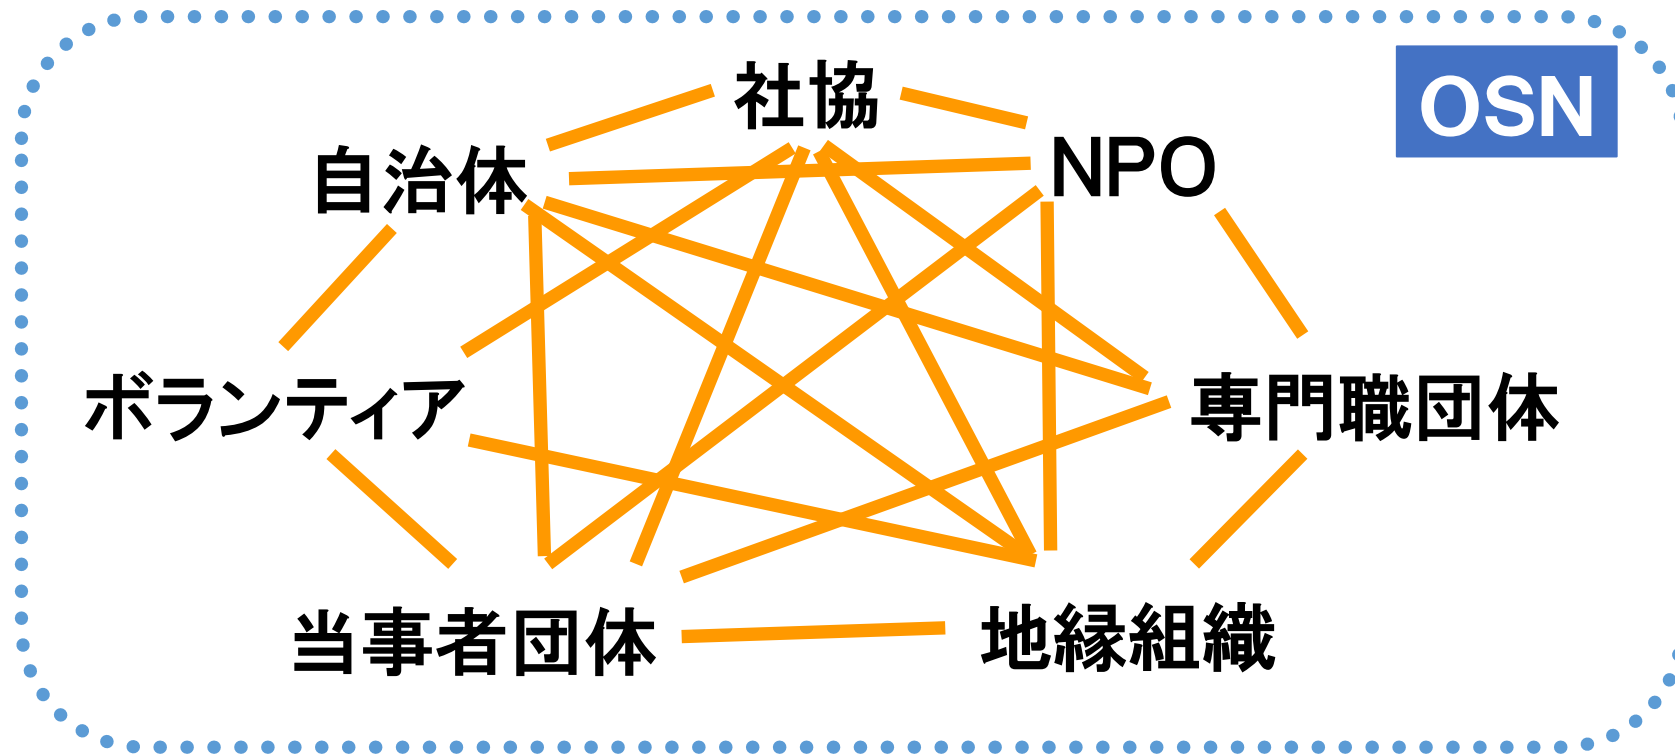 社協
OSN
自治体
NPO
ボランティア
専門職団体
当事者団体
地縁組織